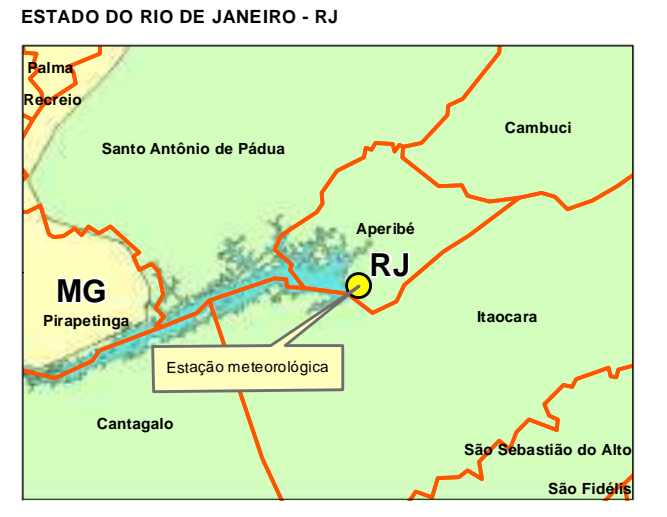 ESTADO DO RIO DE JANEIRO - RJ
Palma
Recreio
Cambuci
Santo Antônio de Pádua
Aperibé
RJ
MG
Pirapetinga
Itaocara
Estação meteorológica
Cantagalo
São Sebastião do Alto
São Fidélis